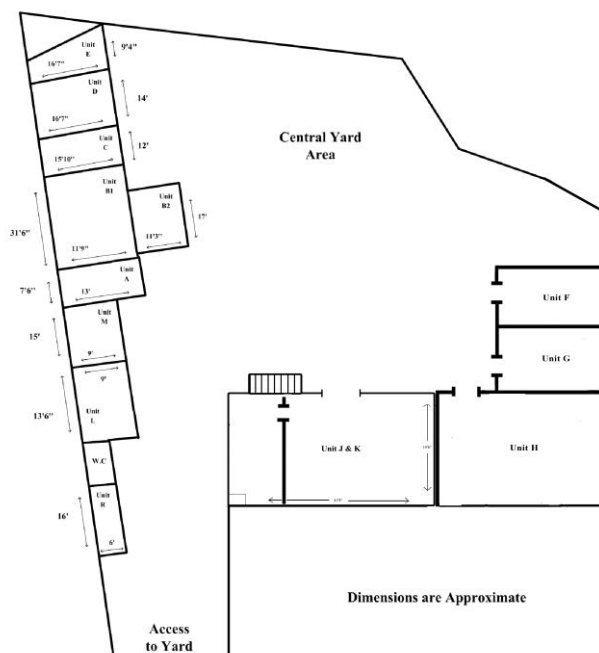 Unit
E
9'4"
16'7"
Unit
D
14'
16'7"
Unit
C
12'
15'10"
Central Yard
Area
Unit
B1
Unit
B2
17'
31'6"
11'9"
11'3"
Unit
A
7'6"
13'
Unit F
Unit
M
15'
9'
Unit G
9'
13'6"
Unit
L
Unit J & K
Unit H
W.C
Unit
R
16'
6'
Dimensions are Approximate
Access
to Yard